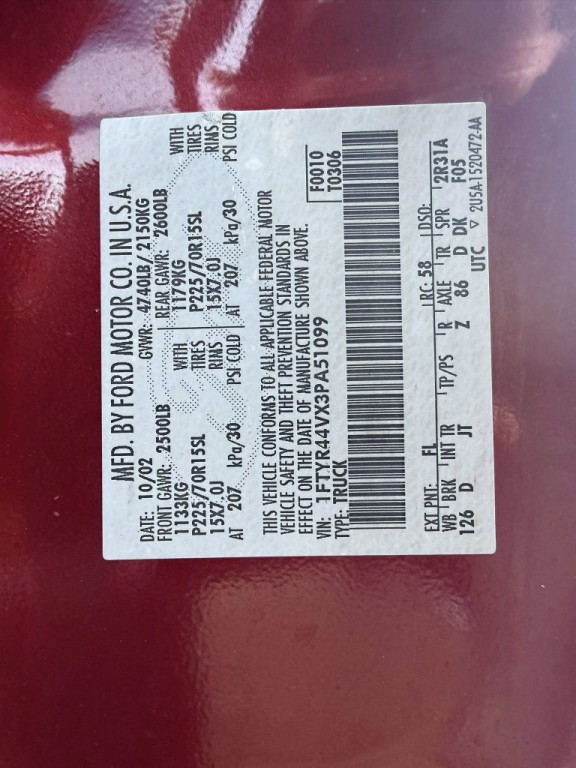 MFD. BY FORD MOTOR CO. IN U.S.A.
DATE: 10/02 GVWR: 4740LB/ 2150KG
FRONT GAWR: 2500LB REAR GAWR: 2600LB
1133KG WITH 1179KG WITH
P225/70R15SL TIRES P225/70R15SL TIRES
15X7.0J RIMS 15X7.0J RIMS
AT 207 kPa/30 PSI COLD AT 207 kPa/30 PSI COLD
THIS VEHICLE CONFORMS TO ALL APPLICABLE FEDERAL MOTOR
VEHICLE SAFETY AND THEFT PREVENTION STANDARDS IN
EFFECT ON THE DATE OF MANUFACTURE SHOWN ABOVE.
VIN: 1FTYR44VX3PA51099 F0010
TYPE: TRUCK T0306
EXT PNT: FL RC: 58 DSO: 2R31A
WB BRK INT TR TP/PS R AXLE TR SPR F05
126 D JT Z 86 D DK
UTC ▽ 2U5A-1520472-AA